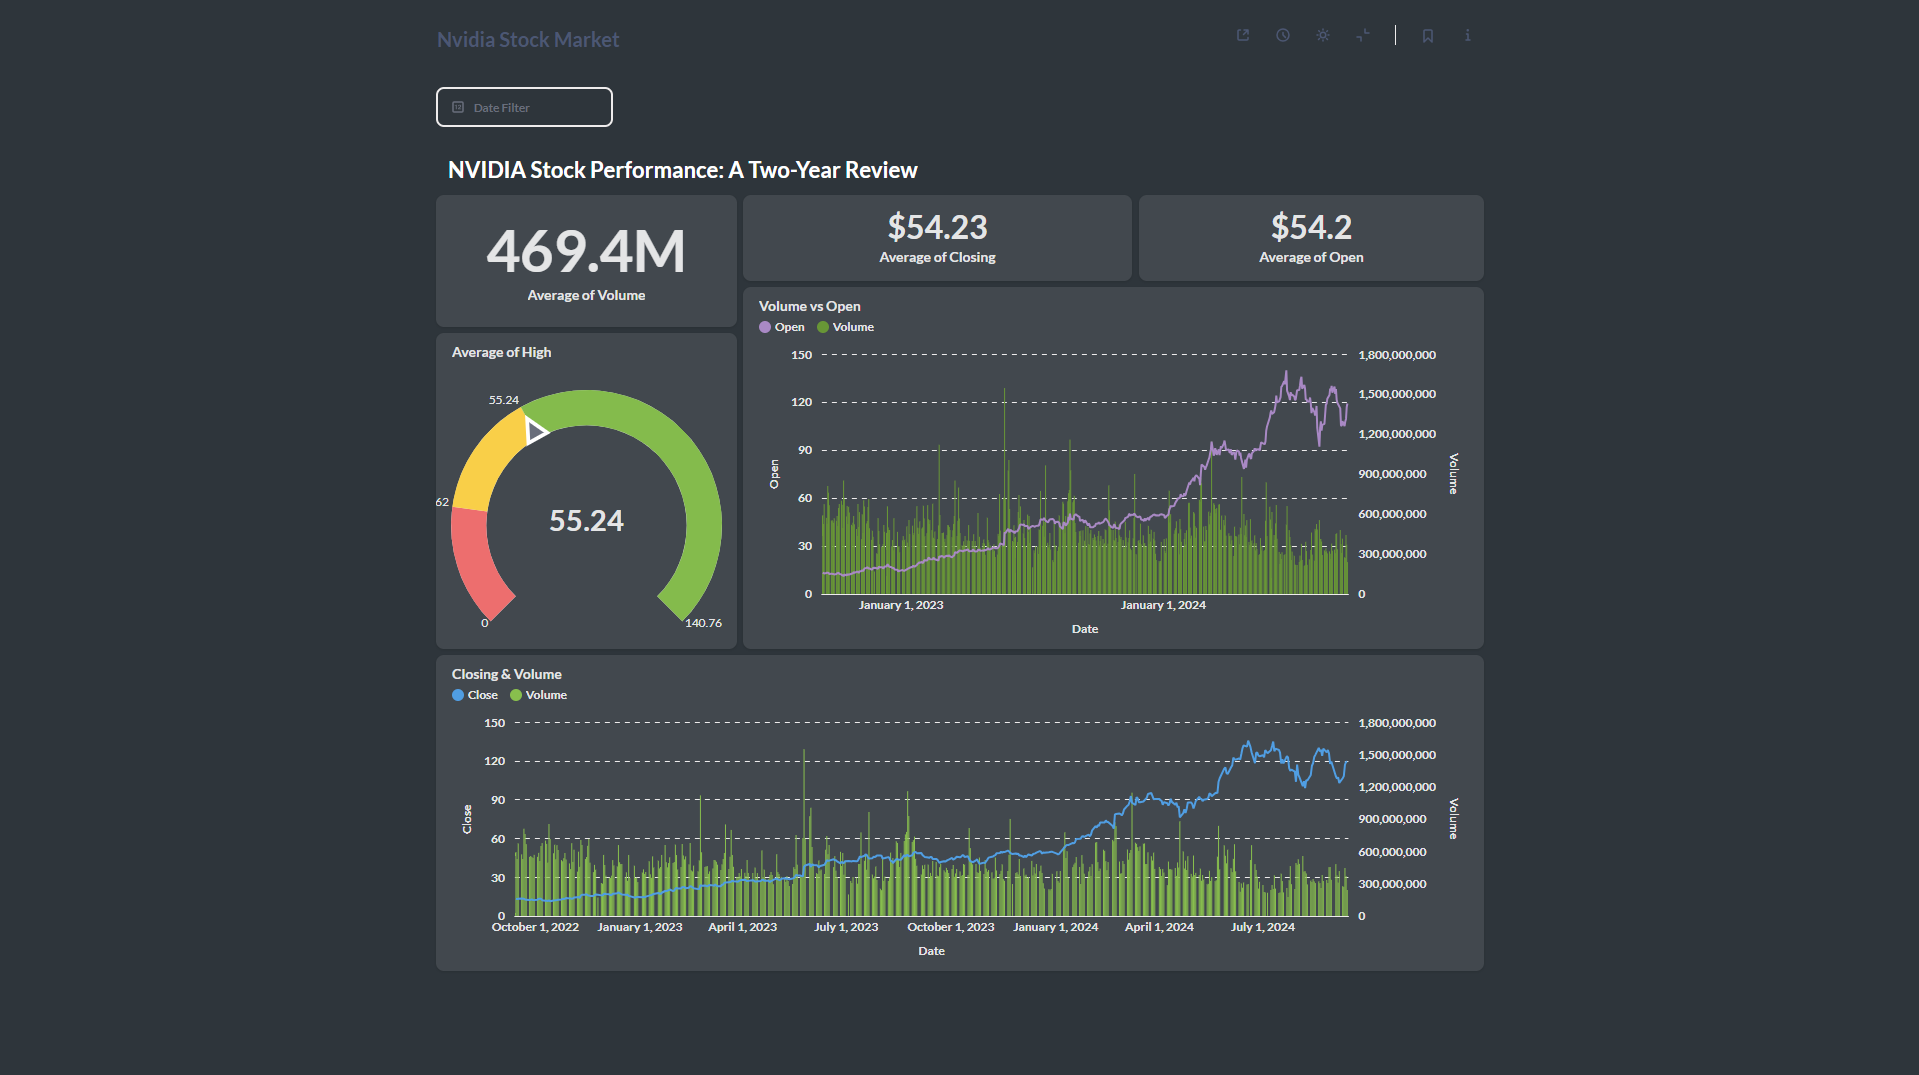 Nvidia Stock Market
Date Filter
NVIDIA Stock Performance: A Two-Year Review
469.4M
Average of Volume
$54.23
Average of Closing
$54.2
Average of Open
Average of High
55.24
62
55.24
0
140.76
Volume vs Open
Open Volume
150
120
90
60
30
0
Open
1,800,000,000
1,500,000,000
1,200,000,000
900,000,000
600,000,000
300,000,000
0
Volume
January 1, 2023
January 1, 2024
Date
Closing & Volume
Close Volume
150
120
90
60
30
0
Close
1,800,000,000
1,500,000,000
1,200,000,000
900,000,000
600,000,000
300,000,000
0
Volume
October 1, 2022
January 1, 2023
April 1, 2023
July 1, 2023
October 1, 2023
January 1, 2024
April 1, 2024
July 1, 2024
Date